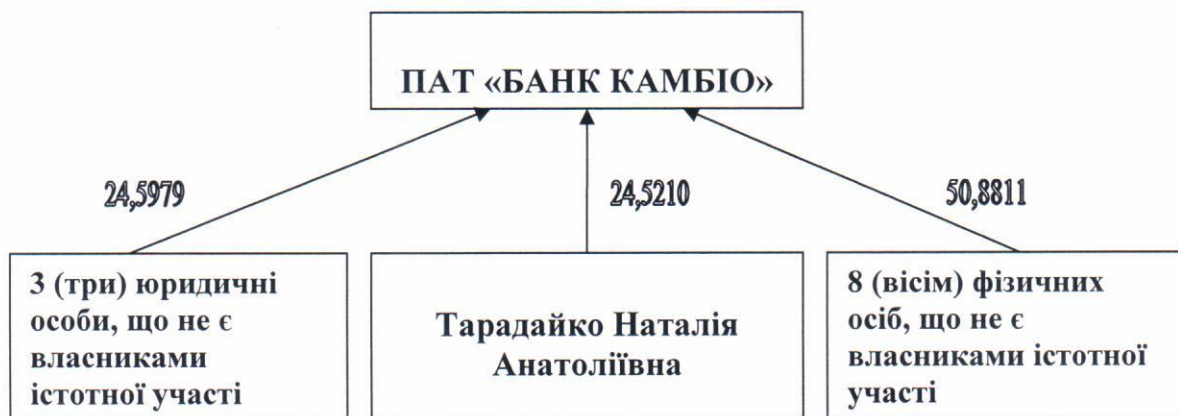 ПАТ «БАНК КАМБІО»
24,5979
24,5210
50,8811
3 (три) юридичні
особи, що не є
власниками
істотної участі
Тарадайко Наталія
Анатоліївна
8 (вісім) фізичних
осіб, що не є
власниками істотної
участі